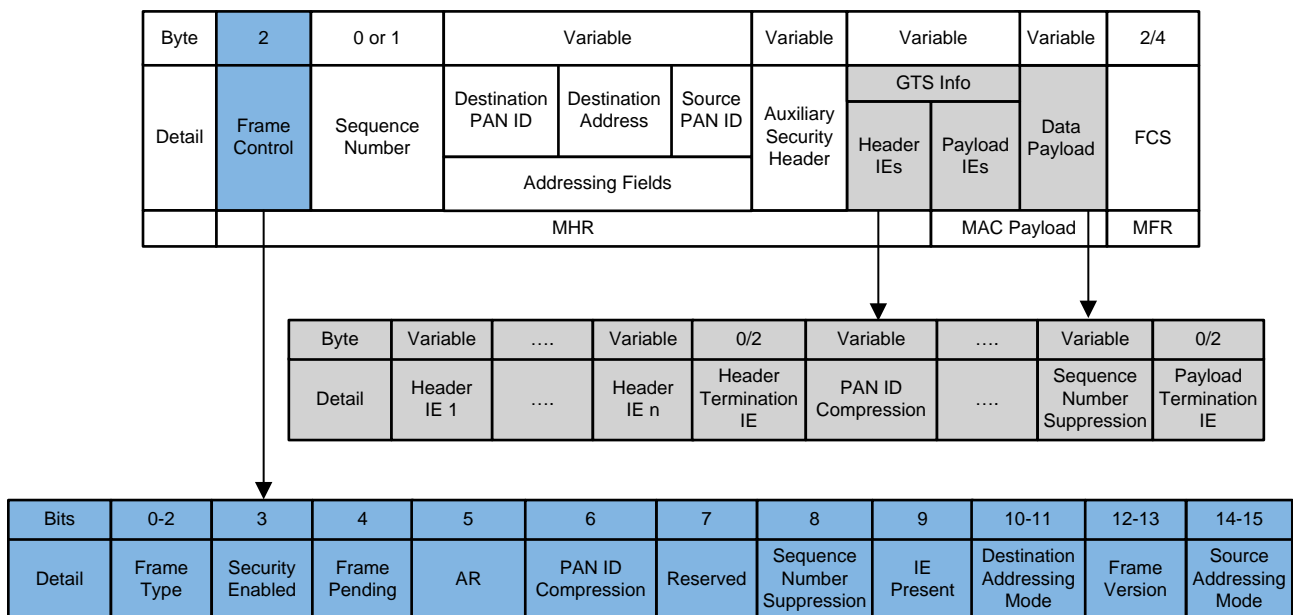 Byte 2 0 or 1 Variable Variable Variable Variable 2/4
Detail
Frame
Control
Sequence
Number
Destination
PAN ID
Destination
Address
Source
PAN ID
Addressing Fields
Auxiliary
Security
Header
GTS Info
Header
IEs
Payload
IEs
Data
Payload
FCS
MHR MAC Payload MFR
Byte Variable .... Variable 0/2 Variable .... Variable 0/2
Detail
Header
IE 1
....
Header
IE n
Header
Termination
IE
PAN ID
Compression
....
Sequence
Number
Suppression
Payload
Termination
IE
Bits 0-2 3 4 5 6 7 8 9 10-11 12-13 14-15
Detail
Frame
Type
Security
Enabled
Frame
Pending
AR
PAN ID
Compression
Reserved
Sequence
Number
Suppression
IE
Present
Destination
Addressing
Mode
Frame
Version
Source
Addressing
Mode